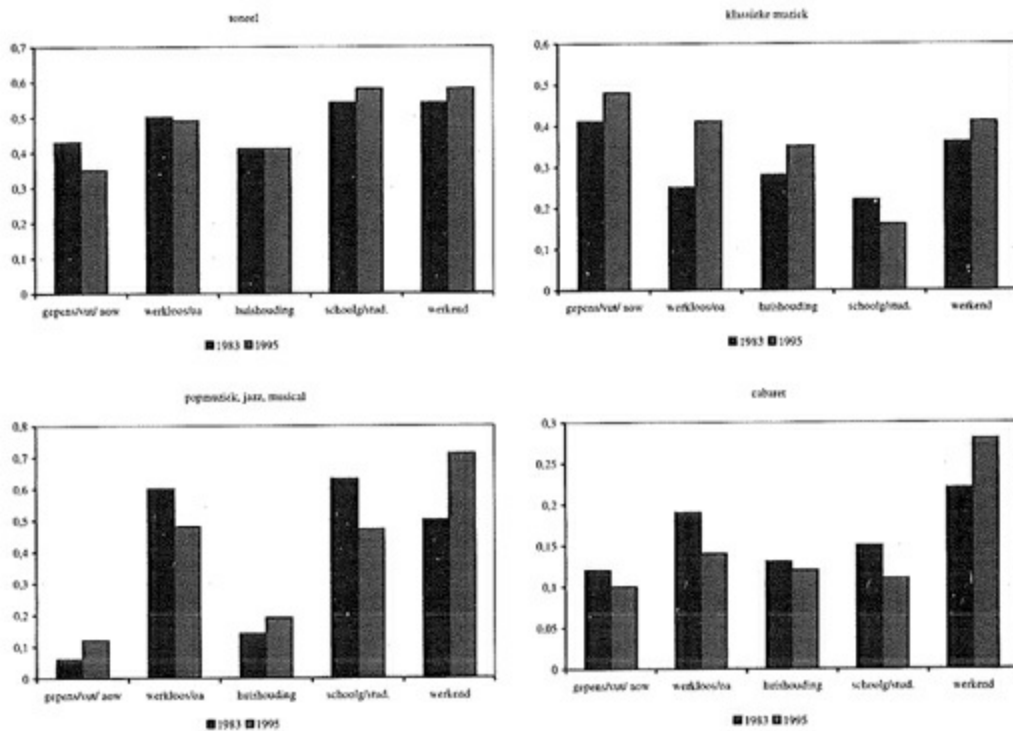 toneel
0,7
0,6
0,5
0,4
0,3
0,2
0,1
0
gepens/vut/ aow
werkloos/oa
huishouding
schoolg/stud.
werkend
1983 1995
klassieke muziek
0,6
0,5
0,4
0,3
0,2
0,1
0
gepens/vut/ aow
werkloos/oa
huishouding
schoolg/stud.
werkend
1983 1995
popmuziek, jazz, musical
0,8
0,7
0,6
0,5
0,4
0,3
0,2
0,1
0
gepens/vut/ aow
werkloos/oa
huishouding
schoolg/stud.
werkend
1983 1995
cabaret
0,3
0,25
0,2
0,15
0,1
0.05
0
gepens/vut/ aow
werkloos/oa
huishouding
schoolg/stud.
werkend
1983 1995